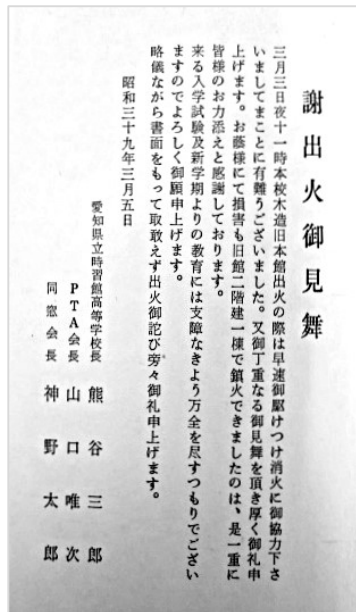 謝出火御見舞
三月三日夜十一時本校木造旧本館出火の際は早速御駆けつけ消火に御協力下さ
いましてまことに有難うございました。又御丁重なる御見舞を頂き厚く御礼申
上げます。お蔭様にて損害も旧館二階建一棟で鎮火できましたのは、是一重に
皆様のお力添えと感謝しております。
来る入学試験及新学期よりの教育には支障なきよう万全を尽すつもりでござい
ますのでよろしく御願申上げます。
略儀ながら書面をもって取敢えず出火御詫び旁々御礼申上げます。
昭和三十九年三月五日
愛知県立時習館高等学校長 熊谷三郎
PTA会長 山口唯次
同窓会長 神野太郎